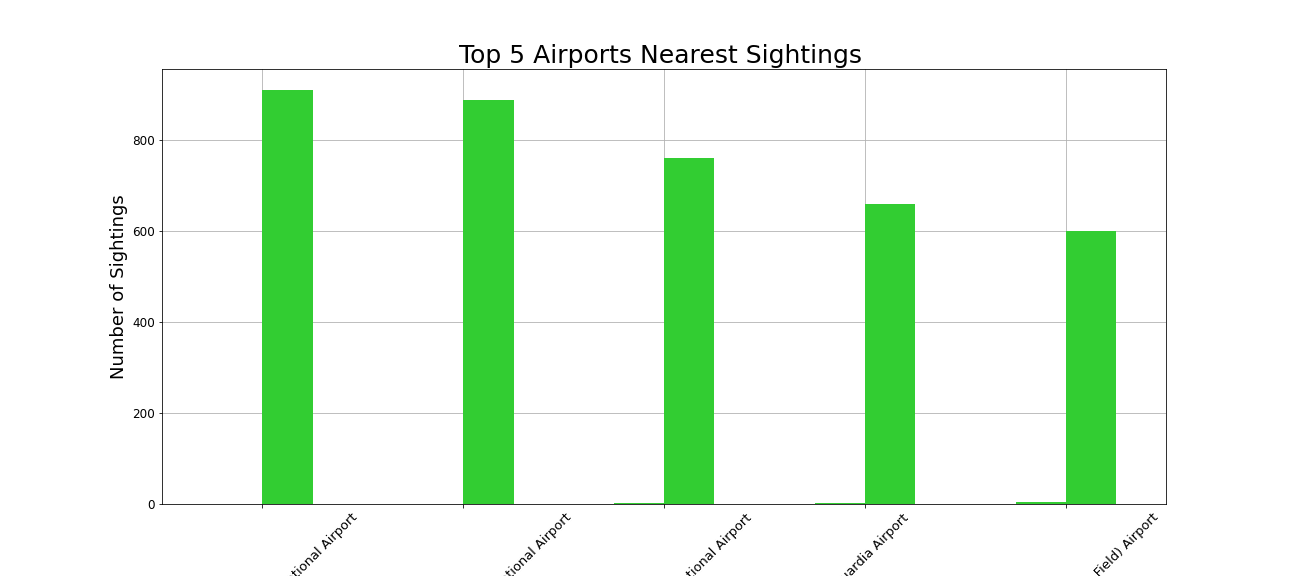 Top 5 Airports Nearest Sightings
Number of Sightings
800
600
400
200
0
tional Airport
tional Airport
tional Airport
uardia Airport
Field) Airport